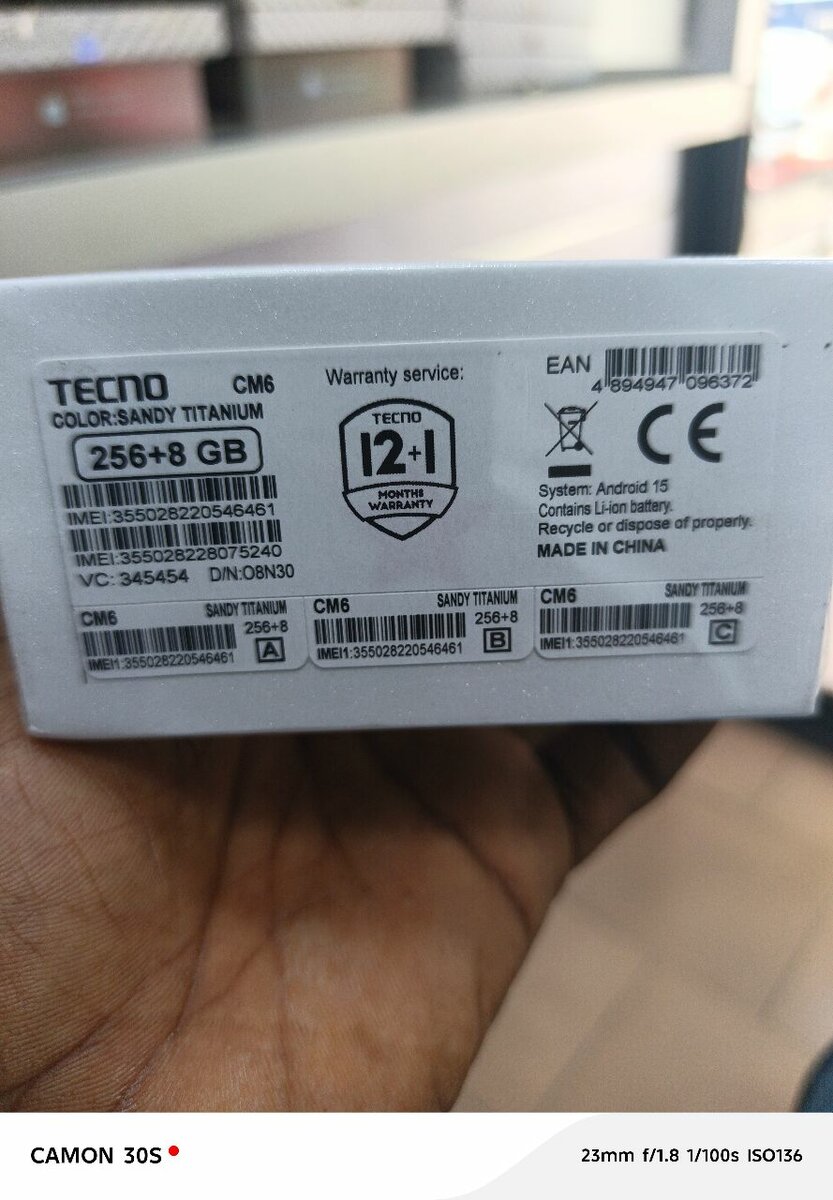 TECNO CM6
COLOR:SANDY TITANIUM
256+8 GB
IMEI:355028220546461
IMEI:355028228075240
VC: 345454 D/N:O8N30
Warranty service:
TECNO
12+1
MONTHS
WARRANTY
EAN
4 894947 096372
CE
System: Android 15
Contains Li-ion battery.
Recycle or dispose of properly.
MADE IN CHINA
CM6 SANDY TITANIUM
256+8
IMEI1:355028220546461 A
CM6 SANDY TITANIUM
256+8
IMEI1:355028220546461 B
CM6 SANDY TITANIUM
256+8
IMEI1:355028220546461 C
CAMON 30S
23mm f/1.8 1/100s ISO136